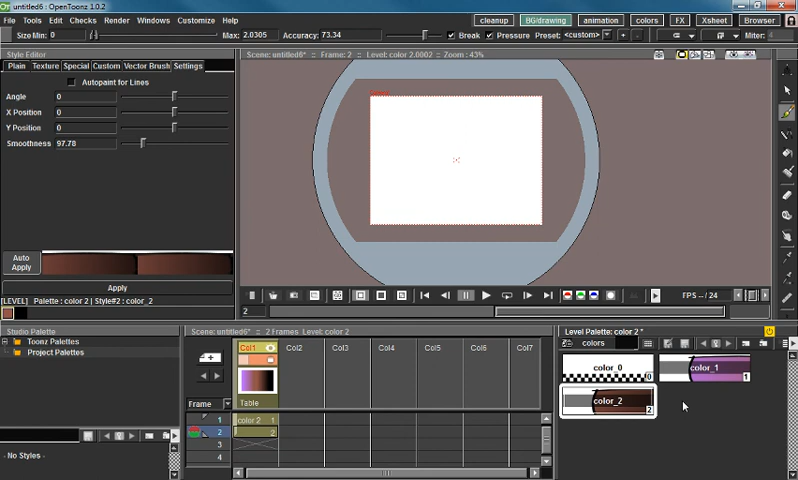 untitled6* : OpenToonz 1.0.2
File Edit Checks Render Windows Customize Help
cleanup BG/drawing animation colors FX Xsheet Browser
Size Min: 0 Max: 2.0305 Accuracy: 73.34 Break Pressure Preset: <custom> + Miter: 4
Style Editor
Scene: untitled6* :: Frame: 2 :: Level: color 2.0002 :: Zoom : 43%
Plain Texture Special Custom Vector Brush Settings
Autopaint for Lines
Angle 0
X Position 0
Y Position 0
Smoothness 97.78
Auto
Apply
Apply
[LEVEL] Palette : color 2 | Style#2 : color_2
2
FPS -- / 24
Studio Palette
Toonz Palettes
Project Palettes
No Styles
Scene: untitled6* :: 2 Frames Level: color 2
Col1 Col2 Col3 Col4 Col5 Col6 Col7
Table
Frame
1 color 2 1
2 2
3
4
Level Palette: color 2 *
colors
color_0 0
color_1 1
color_2 2